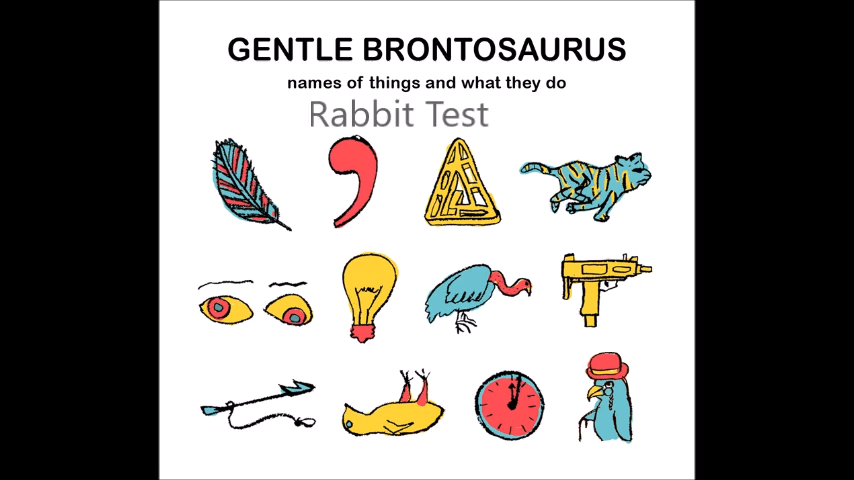 GENTLE BRONTOSAURUS
names of things and what they do
Rabbit Test